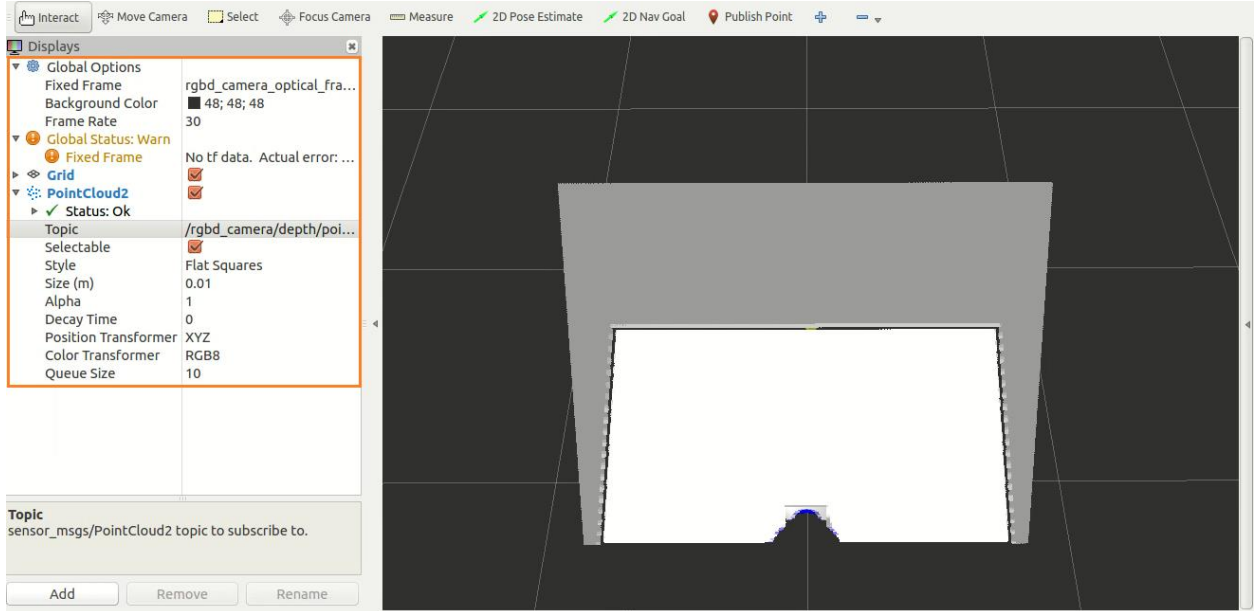 Interact Move Camera Select Focus Camera Measure 2D Pose Estimate 2D Nav Goal Publish Point
Displays
Global Options
Fixed Frame rgbd_camera_optical_fra...
Background Color 48; 48; 48
Frame Rate 30
Global Status: Warn
Fixed Frame No tf data. Actual error: ...
Grid
PointCloud2
Status: Ok
Topic /rgbd_camera/depth/poi...
Selectable
Style Flat Squares
Size (m) 0.01
Alpha 1
Decay Time 0
Position Transformer XYZ
Color Transformer RGB8
Queue Size 10
Topic
sensor_msgs/PointCloud2 topic to subscribe to.
Add Remove Rename